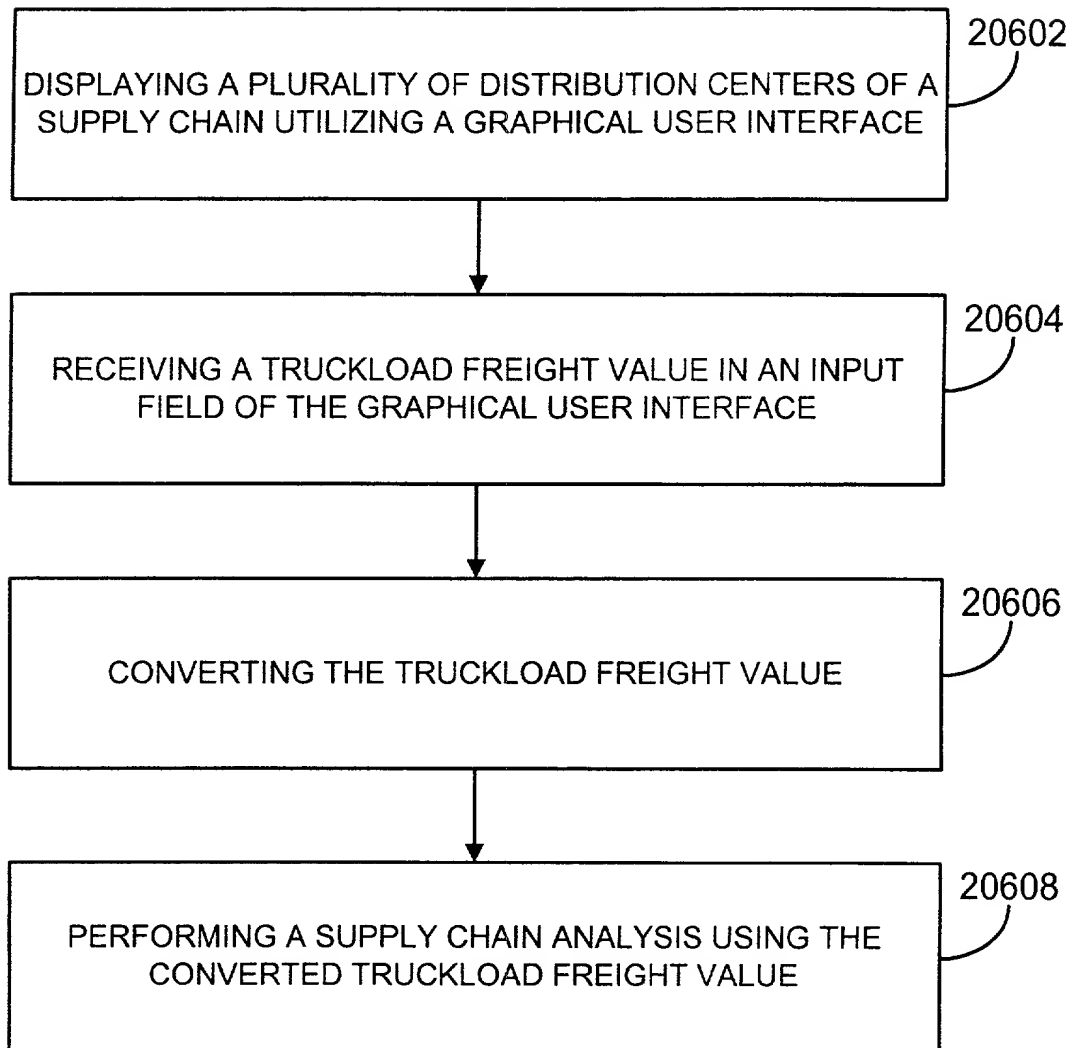 20602
DISPLAYING A PLURALITY OF DISTRIBUTION CENTERS OF A
SUPPLY CHAIN UTILIZING A GRAPHICAL USER INTERFACE
20604
RECEIVING A TRUCKLOAD FREIGHT VALUE IN AN INPUT
FIELD OF THE GRAPHICAL USER INTERFACE
20606
CONVERTING THE TRUCKLOAD FREIGHT VALUE
20608
PERFORMING A SUPPLY CHAIN ANALYSIS USING THE
CONVERTED TRUCKLOAD FREIGHT VALUE